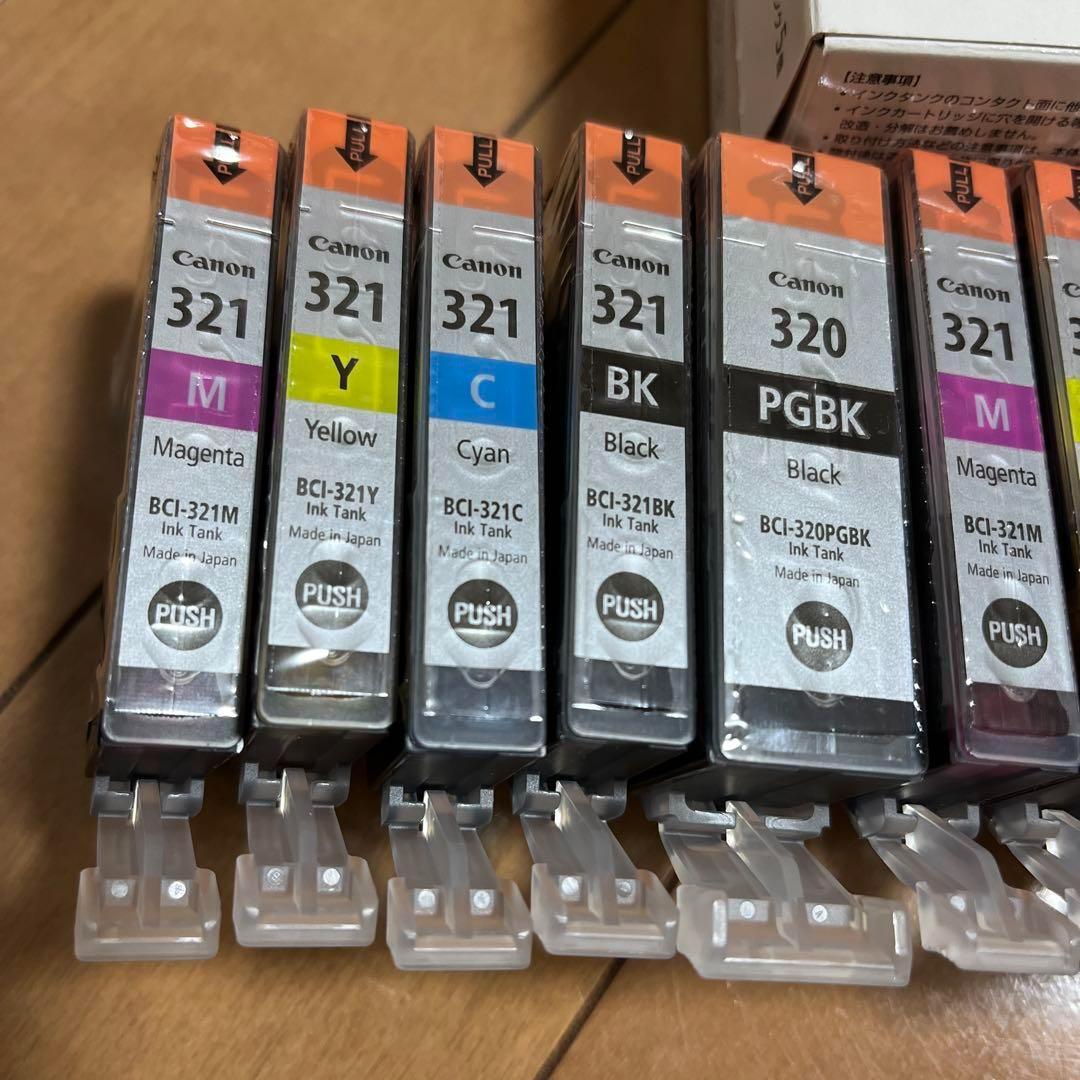 【注意事項】
・インクタンクのコンタクト面に他
・インクカートリッジに穴を開ける等
改造・分解はお薦めしません。
PULL
Canon
321
M
Magenta
BCI-321M
Ink Tank
Made in Japan
PUSH
PULL
Canon
321
Y
Yellow
BCI-321Y
Ink Tank
Made in Japan
PUSH
PULL
Canon
321
C
Cyan
BCI-321C
Ink Tank
Made in Japan
PUSH
PULL
Canon
321
BK
Black
BCI-321BK
Ink Tank
Made in Japan
PUSH
PULL
Canon
320
PGBK
Black
BCI-320PGBK
Ink Tank
Made in Japan
PUSH
PULL
Canon
321
M
Magenta
BCI-321M
Ink Tank
Made in Japan
PUSH